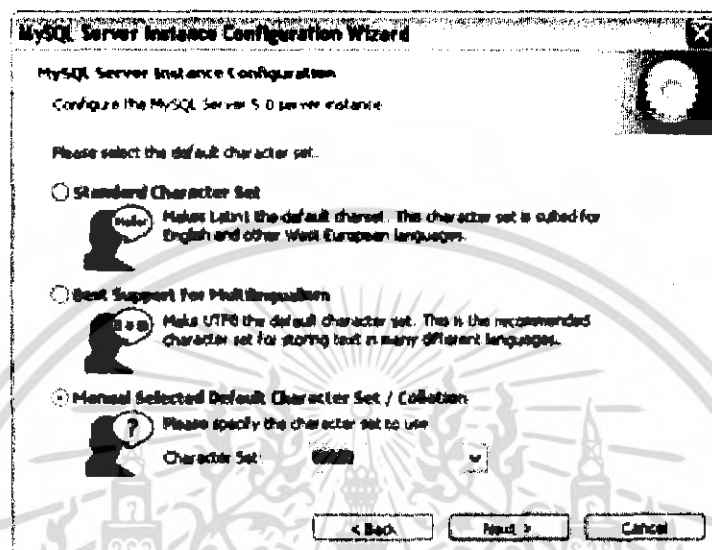 MySQL Server Instance Configuration Wizard
MySQL Server Instance Configuration
Configure the MySQL Server 5.0 server instance.
Please select the default character set.
Standard Character Set
Hello!
Makes Latin1 the default charset. This character set is suited for
English and other West European languages.
Best Support For Multilingualism
Make UTF8 the default character set. This is the recommended
character set for storing text in many different languages.
Manual Selected Default Character Set / Collation
?
Please specify the character set to use.
Character Set:
< Back
Next >
Cancel